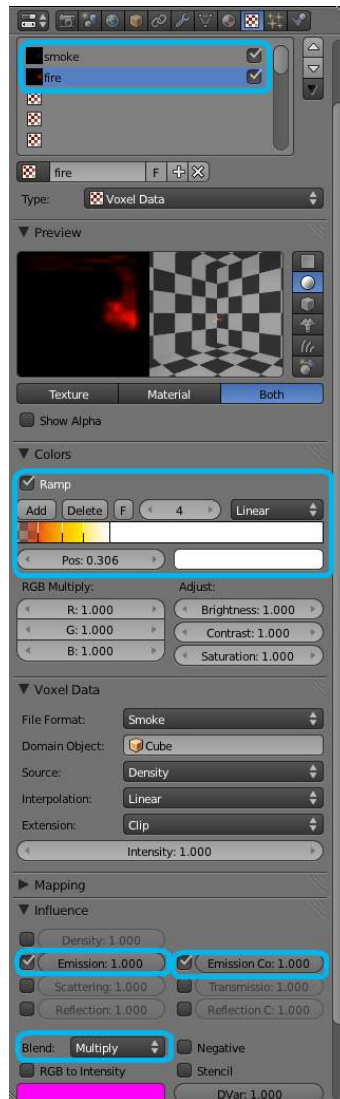 smoke
fire
fire F
Type: Voxel Data
Preview
Texture Material Both
Show Alpha
Colors
Ramp
Add Delete F 4 Linear
Pos: 0.306
RGB Multiply: Adjust:
R: 1.000 Brightness: 1.000
G: 1.000 Contrast: 1.000
B: 1.000 Saturation: 1.000
Voxel Data
File Format: Smoke
Domain Object: Cube
Source: Density
Interpolation: Linear
Extension: Clip
Intensity: 1.000
Mapping
Influence
Density: 1.000
Emission: 1.000 Emission Co: 1.000
Scattering: 1.000 Transmissio: 1.000
Reflection: 1.000 Reflection C: 1.000
Blend: Multiply Negative
RGB to Intensity Stencil
DVar: 1.000